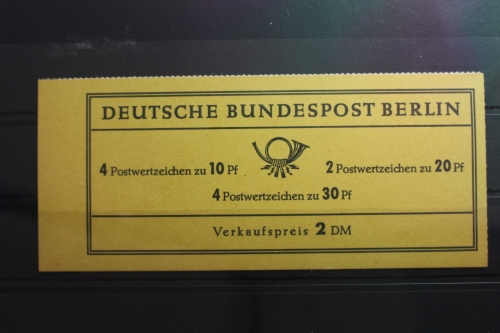 DEUTSCHE BUNDESPOST BERLIN
4 Postwertzeichen zu 10 Pf 2 Postwertzeichen zu 20 Pf
4 Postwertzeichen zu 30 Pf
Verkaufspreis 2 DM